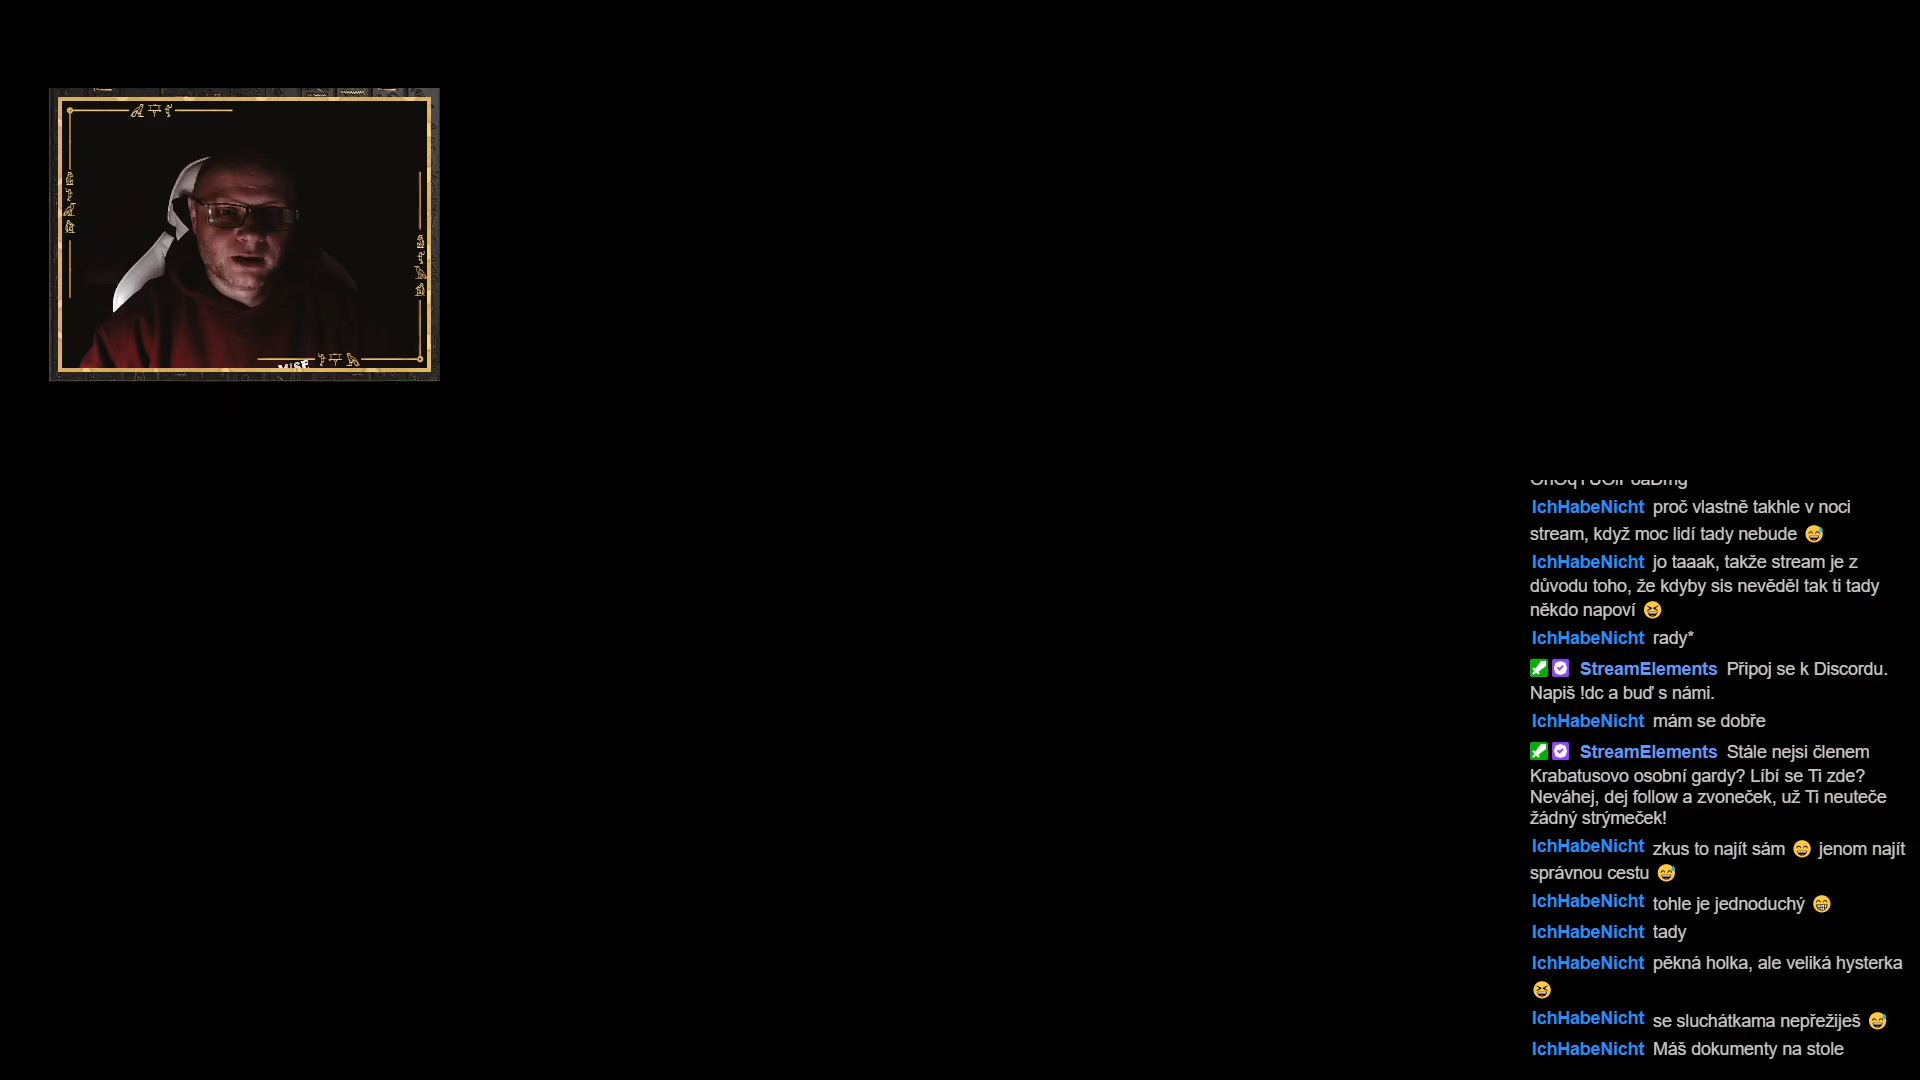 IchHabeNicht proč vlastně takhle v noci
stream, když moc lidí tady nebude 😅
IchHabeNicht jo taaak, takže stream je z
důvodu toho, že kdyby sis nevěděl tak ti tady
někdo napoví 😆
IchHabeNicht rady*
StreamElements Připoj se k Discordu.
Napiš !dc a buď s námi.
IchHabeNicht mám se dobře
StreamElements Stále nejsi členem
Krabatusovo osobní gardy? Líbí se Ti zde?
Neváhej, dej follow a zvoneček, už Ti neuteče
žádný strýmeček!
IchHabeNicht zkus to najít sám 😄 jenom najít
správnou cestu 😅
IchHabeNicht tohle je jednoduchý 😁
IchHabeNicht tady
IchHabeNicht pěkná holka, ale veliká hysterka
😆
IchHabeNicht se sluchátkama nepřežiješ 😅
IchHabeNicht Máš dokumenty na stole